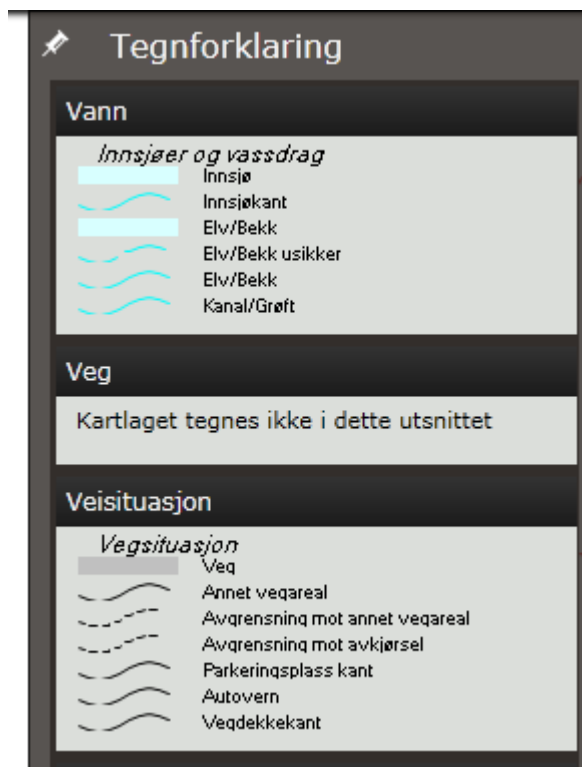 Tegnforklaring
Vann
Innsjøer og vassdrag
Innsjø
Innsjøkant
Elv/Bekk
Elv/Bekk usikker
Elv/Bekk
Kanal/Grøft
Veg
Kartlaget tegnes ikke i dette utsnittet
Veisituasjon
Vegsituasjon
Veg
Annet vegareal
Avgrensning mot annet vegareal
Avgrensning mot avkjørsel
Parkeringsplass kant
Autovern
Vegdekkekant